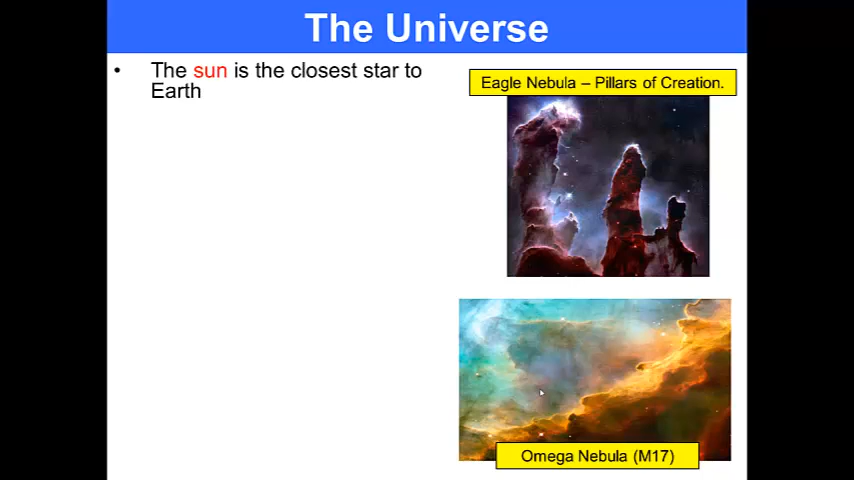 The Universe
• The sun is the closest star to
Earth
Eagle Nebula – Pillars of Creation.
Omega Nebula (M17)